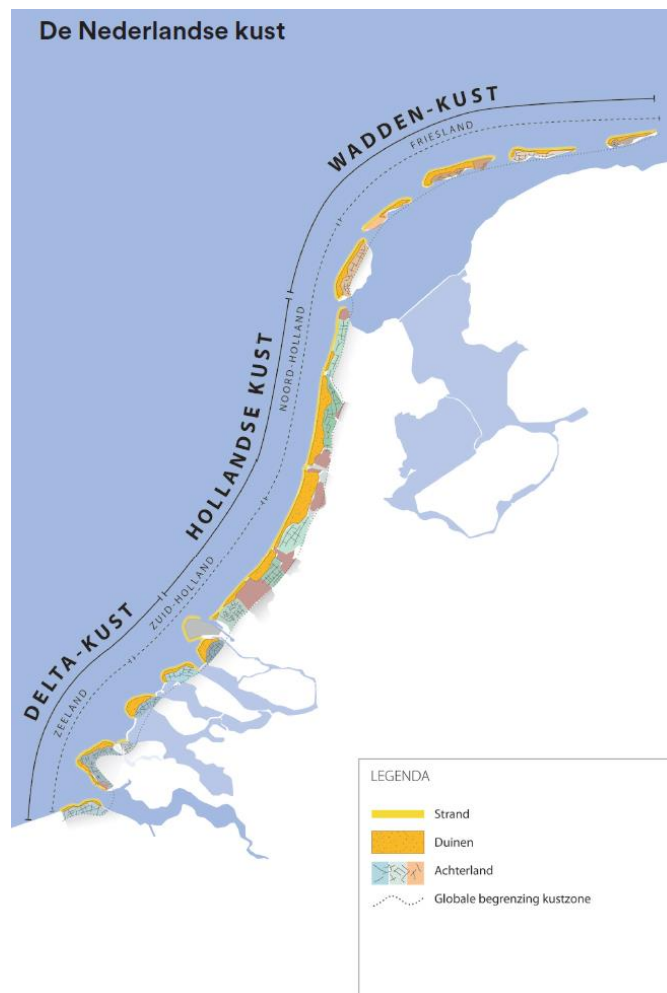 De Nederlandse kust
WADDEN-KUST
FRIESLAND
HOLLANDSE KUST
NOORD-HOLLAND
DELTA-KUST
ZUID-HOLLAND
ZEELAND
LEGENDA
Strand
Duinen
Achterland
Globale begrenzing kustzone